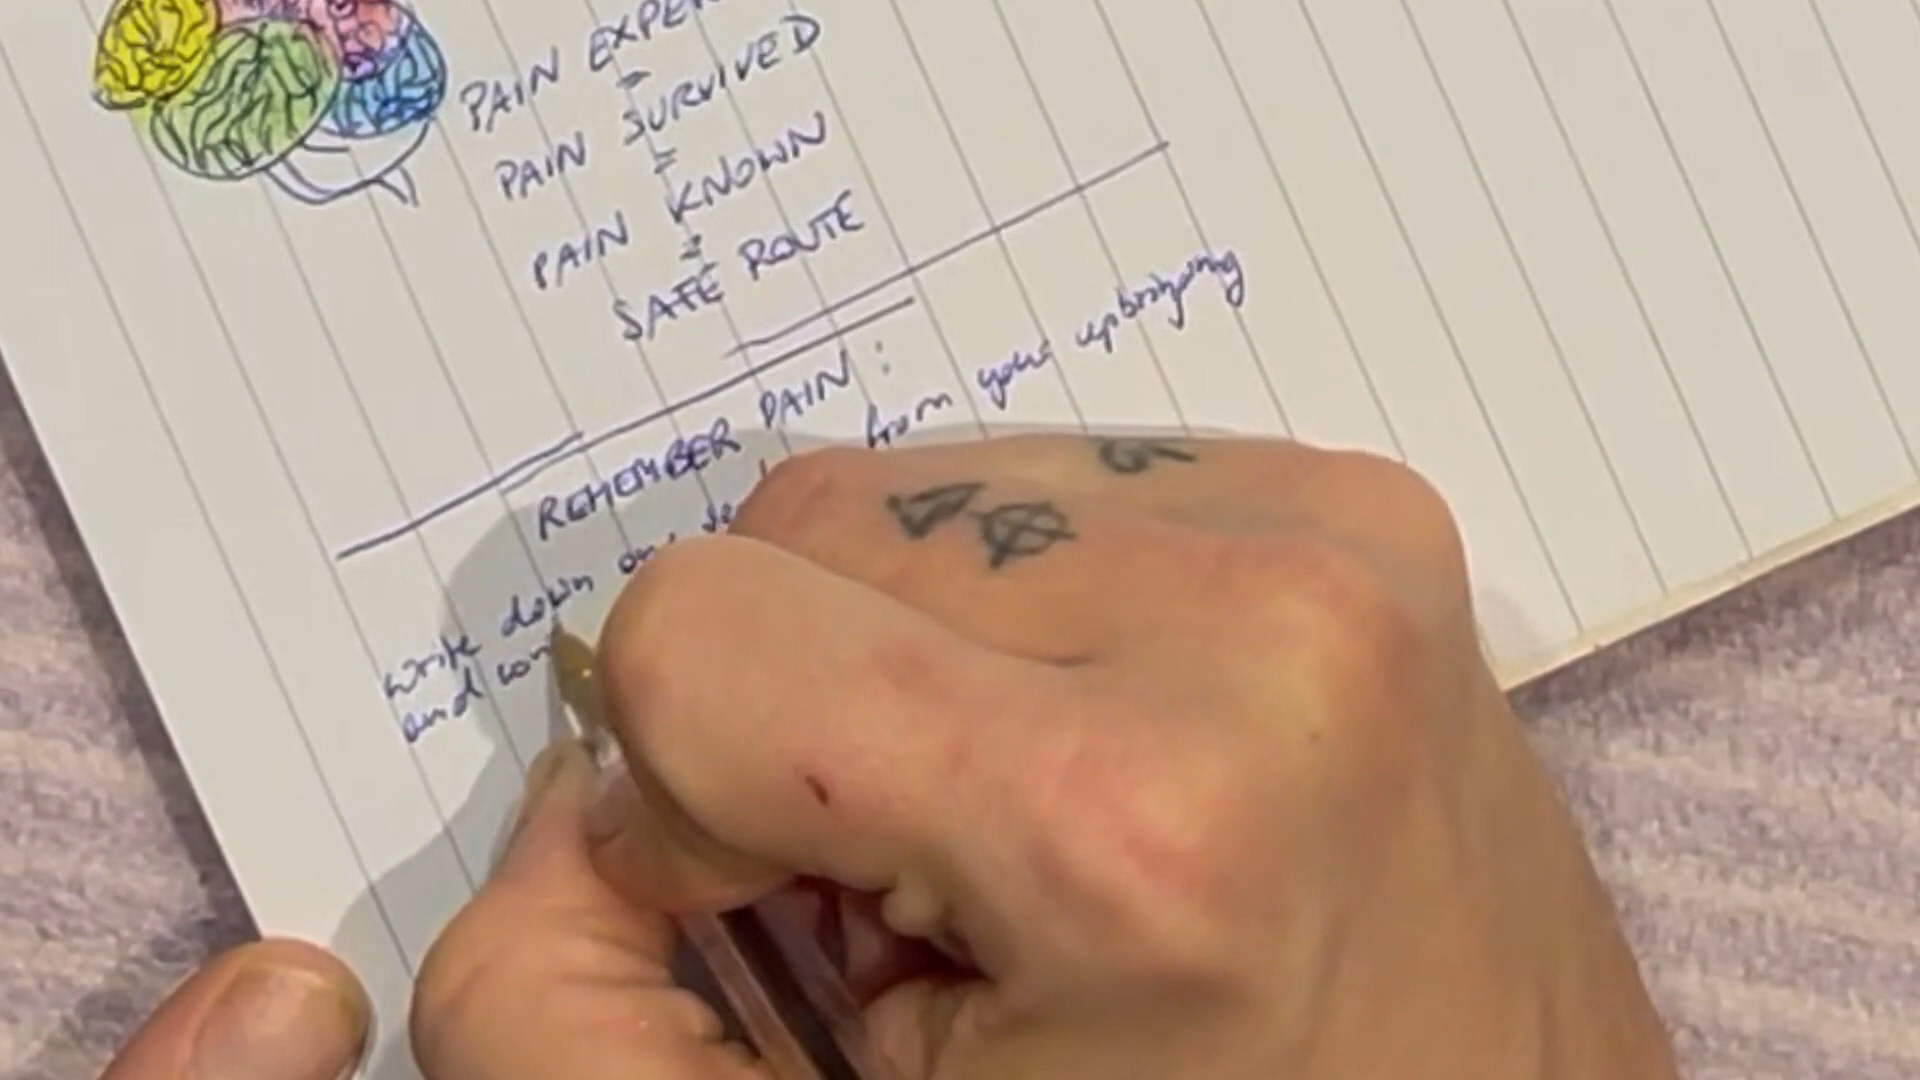 PAIN EXPER
=
PAIN SURVIVED
=
PAIN KNOWN
=
SAFE ROUTE
REMEMBER PAIN:
write down from your upbringing
and